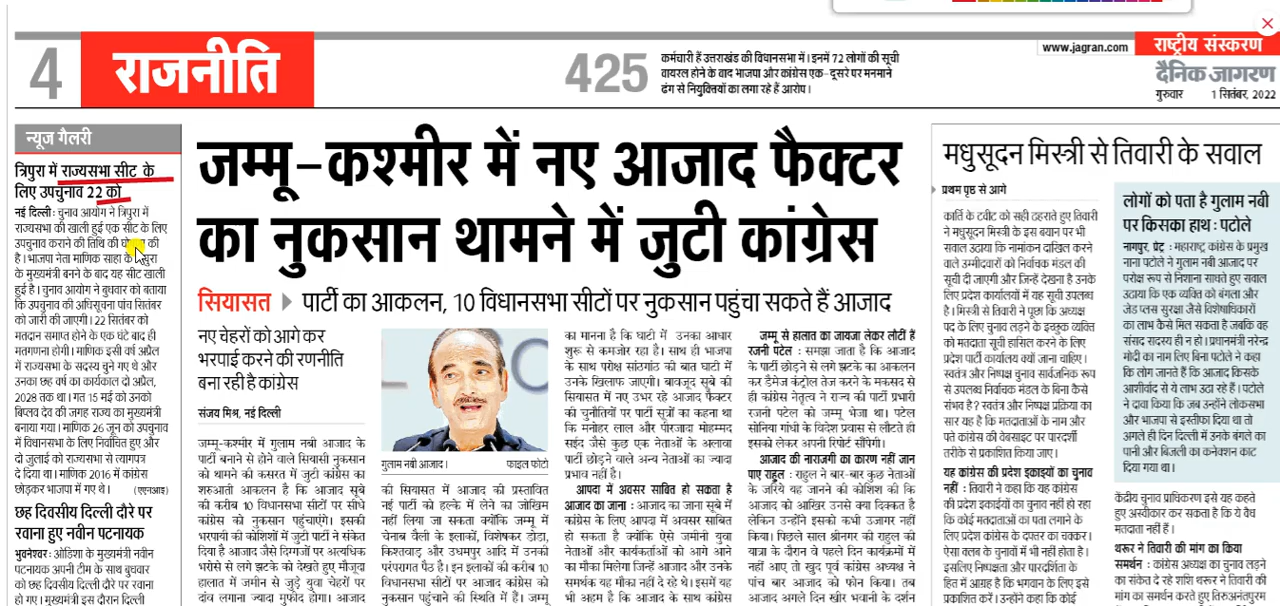 4
राजनीति
425
कर्मचारी हैं उत्तराखंड की विधानसभा में। इनमें 72 लोगों की सूची
वायरल होने के बाद भाजपा और कांग्रेस एक-दूसरे पर मनमाने
ढंग से नियुक्तियों का लगा रहे हैं आरोप।
www.jagran.com
राष्ट्रीय संस्करण
दैनिक जागरण
गुरुवार 1 सितंबर, 2022
न्यूज गैलरी
त्रिपुरा में राज्यसभा सीट के
लिए उपचुनाव 22 को
नई दिल्ली: चुनाव आयोग ने त्रिपुरा में
राज्यसभा की खाली हुई एक सीट के लिए
उपचुनाव कराने की तिथि की की
है। भाजपा नेता माणिक साहा के
के मुख्यमंत्री बनने के बाद यह सीट खाली
हुई है। चुनाव आयोग ने बुधवार को बताया
कि उपचुनाव की अधिसूचना पांच सितंबर
को जारी की जाएगी। 22 सितंबर को
मतदान समाप्त होने के एक घंटे बाद ही
मतगणना होगी। माणिक इसी वर्ष अप्रैल
में राज्यसभा के सदस्य चुने गए थे और
उनका छह वर्ष का कार्यकाल दो अप्रैल,
2028 तक था। गत 15 मई को उनको
बिप्लव देव की जगह राज्य का मुख्यमंत्री
बनाया गया। माणिक 26 जून को उपचुनाव
में विधानसभा के लिए निर्वाचित हुए और
दो जुलाई को राज्यसभा से त्यागपत्र
दे दिया था। माणिक 2016 में कांग्रेस
छोड़कर भाजपा में गए थे। (एएनआइ)
छह दिवसीय दिल्ली दौरे पर
रवाना हुए नवीन पटनायक
भुवनेश्वर: ओडिशा के मुख्यमंत्री नवीन
पटनायक अपनी टीम के साथ बुधवार
को छह दिवसीय दिल्ली दौरे पर रवाना
हो गए। मुख्यमंत्री इस दौरान दिल्ली
जम्मू-कश्मीर में नए आजाद फैक्टर
का नुकसान थामने में जुटी कांग्रेस
सियासत ▶ पार्टी का आकलन, 10 विधानसभा सीटों पर नुकसान पहुंचा सकते हैं आजाद
नए चेहरों को आगे कर
भरपाई करने की रणनीति
बना रही है कांग्रेस
संजय मिश्र, नई दिल्ली
जम्मू-कश्मीर में गुलाम नबी आजाद के
पार्टी बनाने से होने वाले सियासी नुकसान
को थामने की कसरत में जुटी कांग्रेस का
शुरुआती आकलन है कि आजाद सूबे
की करीब 10 विधानसभा सीटों पर सीधे
कांग्रेस को नुकसान पहुंचाएंगे। इसकी
भरपायी की कोशिशों में जुटी पार्टी ने संकेत
दिया है आजाद जैसे दिग्गजों पर अत्यधिक
भरोसे से लगे झटके को देखते हुए मौजूदा
हालात में जमीन से जुड़े युवा चेहरों पर
दांव लगाना ज्यादा मुफीद होगा। आजाद
गुलाम नबी आजाद। फाइल फोटो
की सियासत में आजाद की प्रस्तावित
नई पार्टी को हल्के में लेने का जोखिम
नहीं लिया जा सकता क्योंकि जम्मू में
चेनाब वैली के इलाकों, विशेषकर डोडा,
किश्तवाड़ और उधमपुर आदि में उनकी
परंपरागत पैठ है। इन इलाकों की करीब 10
विधानसभा सीटों पर आजाद कांग्रेस को
नुकसान पहुंचाने की स्थिति में हैं। जम्मू
का मानना है कि घाटी में उनका आधार
शुरू से कमजोर रहा है। साथ ही भाजपा
के साथ परोक्ष सांठगांठ की बात घाटी में
उनके खिलाफ जाएगी। बावजूद सूबे की
सियासत में नए उभर रहे आजाद फैक्टर
की चुनौतियों पर पार्टी सूत्रों का कहना था
कि मनोहर लाल और पीरजादा मोहम्मद
सईद जैसे कुछ एक नेताओं के अलावा
पार्टी छोड़ने वाले अन्य नेताओं का ज्यादा
प्रभाव नहीं है।
आपदा में अवसर साबित हो सकता है
आजाद का जाना : आजाद का जाना सूबे में
कांग्रेस के लिए आपदा में अवसर साबित
हो सकता है क्योंकि ऐसे जमीनी युवा
नेताओं और कार्यकर्ताओं को आगे आने
का मौका मिलेगा जिन्हें आजाद और उनके
समर्थक यह मौका नहीं दे रहे थे। इसमें यह
भी अहम है कि आजाद के साथ कांग्रेस
जम्मू से हालात का जायजा लेकर लौटीं हैं
रजनी पटेल : समझा जाता है कि आजाद
के पार्टी छोड़ने से लगे झटके का आकलन
कर डैमेज कंट्रोल तेज करने के मकसद से
ही कांग्रेस नेतृत्व ने राज्य की पार्टी प्रभारी
रजनी पटेल को जम्मू भेजा था। पटेल
सोनिया गांधी के विदेश प्रवास से लौटते ही
इसको लेकर अपनी रिपोर्ट सौंपेंगी।
आजाद की नाराजगी का कारण नहीं जान
पाए राहुल : राहुल ने बार-बार कुछ नेताओं
के जरिये यह जानने की कोशिश की कि
आजाद को आखिर उनसे क्या दिक्कत है
लेकिन उन्होंने इसको कभी उजागर नहीं
किया। पिछले साल श्रीनगर की राहुल की
यात्रा के दौरान वे पहले दिन कार्यक्रमों में
नहीं आए तो खुद पूर्व कांग्रेस अध्यक्ष ने
पांच बार आजाद को फोन किया। तब
आजाद अगले दिन खीर भवानी के दर्शन
मधुसूदन मिस्त्री से तिवारी के सवाल
▶ प्रथम पृष्ठ से आगे
कार्ति के ट्वीट को सही ठहराते हुए तिवारी
ने मधुसूदन मिस्त्री के इस बयान पर भी
सवाल उठाया कि नामांकन दाखिल करने
वाले उम्मीदवारों को निर्वाचक मंडल की
सूची दी जाएगी और जिन्हें देखना है उनके
लिए प्रदेश कार्यालयों में यह सूची उपलब्ध
है। मिस्त्री से तिवारी ने पूछा कि अध्यक्ष
पद के लिए चुनाव लड़ने के इच्छुक व्यक्ति
को मतदाता सूची हासिल करने के लिए
प्रदेश पार्टी कार्यालय क्यों जाना चाहिए।
स्वतंत्र और निष्पक्ष चुनाव सार्वजनिक रूप
से उपलब्ध निर्वाचक मंडल के बिना कैसे
संभव है? स्वतंत्र और निष्पक्ष प्रक्रिया का
सार यह है कि मतदाताओं के नाम और
पते कांग्रेस की वेबसाइट पर पारदर्शी
तरीके से प्रकाशित किया जाए।
यह कांग्रेस की प्रदेश इकाइयों का चुनाव
नहीं : तिवारी ने कहा कि यह कांग्रेस
की प्रदेश इकाइयों का चुनाव नहीं हो रहा
कि कोई मतदाताओं का पता लगाने के
लिए प्रदेश कांग्रेस के दफ्तर का चक्कर।
ऐसा क्लब के चुनाव में भी नहीं होता है।
इसलिए निष्पक्षता और पारदर्शिता के
हित में आग्रह है कि भगवान के लिए इसे
प्रकाशित करें। उन्होंने कहा कि कोई
लोगों को पता है गुलाम नबी
पर किसका हाथ: पटोले
नागपुर, प्रेट्र : महाराष्ट्र कांग्रेस के प्रमुख
नाना पटोले ने गुलाम नबी आजाद पर
परोक्ष रूप से निशाना साधते हुए सवाल
उठाया कि एक व्यक्ति को बंगला और
जेड प्लस सुरक्षा जैसे विशेषाधिकारों
का लाभ कैसे मिल सकता है जबकि वह
संसाद सदस्य ही न हो। प्रधानमंत्री नरेन्द्र
मोदी का नाम लिए बिना पटोले ने कहा
कि लोग जानते हैं कि आजाद किसके
आशीर्वाद से ये लाभ उठा रहे हैं। पटोले
ने दावा किया कि जब उन्होंने लोकसभा
और भाजपा से इस्तीफा दिया था तो
अगले ही दिन दिल्ली में उनके बंगले का
पानी और बिजली का कनेक्शन काट
दिया गया था।
केंद्रीय चुनाव प्राधिकरण इसे यह कहते
हुए अस्वीकार कर सकता है कि ये वैध
मतदाता नहीं हैं।
थरूर ने तिवारी की मांग का किया
समर्थन : कांग्रेस अध्यक्ष का चुनाव लड़ने
का संकेत दे रहे शशि थरूर ने तिवारी की
मांग का समर्थन करते हुए तिरुअनंतपुरम